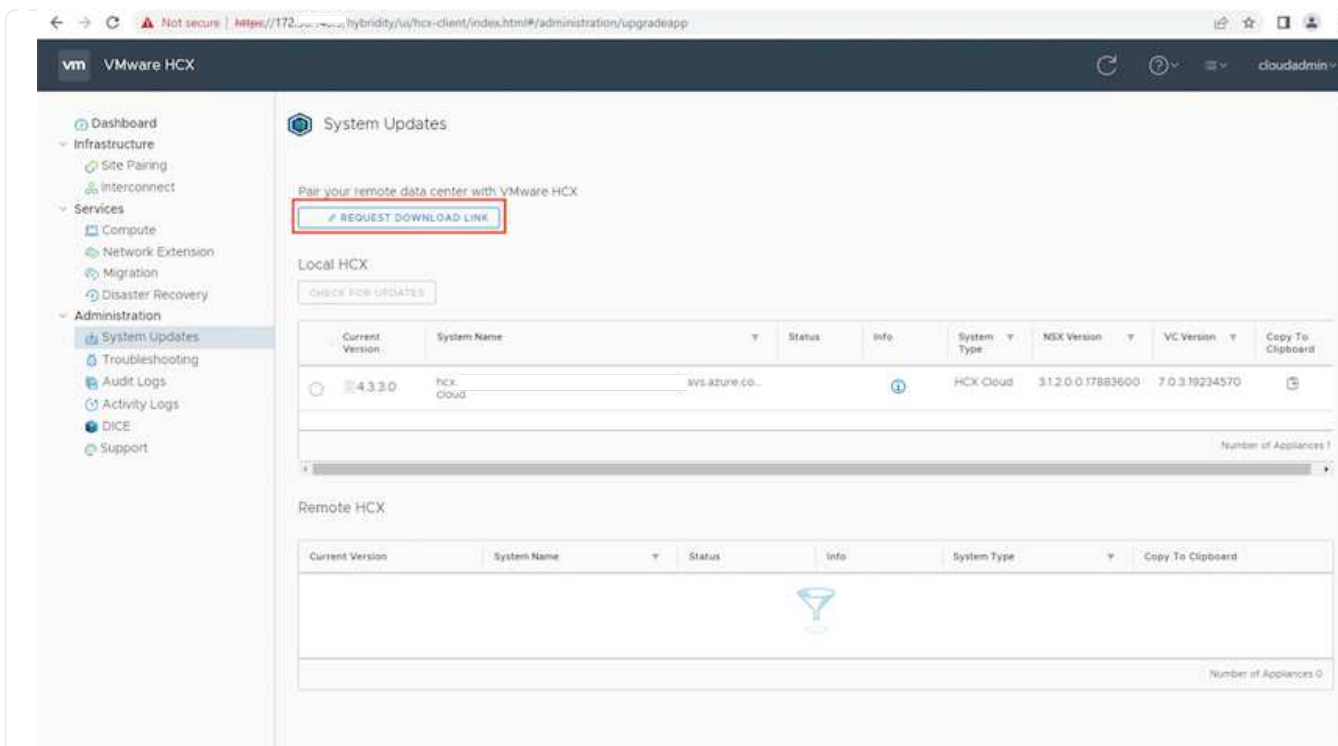 Not secure https://172. hybridity/ui/hcx-client/index.html#/administration/upgradeapp
vm VMware HCX cloudadmin
Dashboard
Infrastructure
Site Pairing
Interconnect
Services
Compute
Network Extension
Migration
Disaster Recovery
Administration
System Updates
Troubleshooting
Audit Logs
Activity Logs
DICE
Support
System Updates
Pair your remote data center with VMware HCX
REQUEST DOWNLOAD LINK
Local HCX
CHECK FOR UPDATES
Current Version System Name Status Info System Type NSX Version VC Version Copy To Clipboard
4.3.3.0 hcx. avs.azure.co... HCX Cloud 3.1.2.0.0.17883600 7.0.3.19234570
cloud
Number of Appliances 1
Remote HCX
Current Version System Name Status Info System Type Copy To Clipboard
Number of Appliances 0